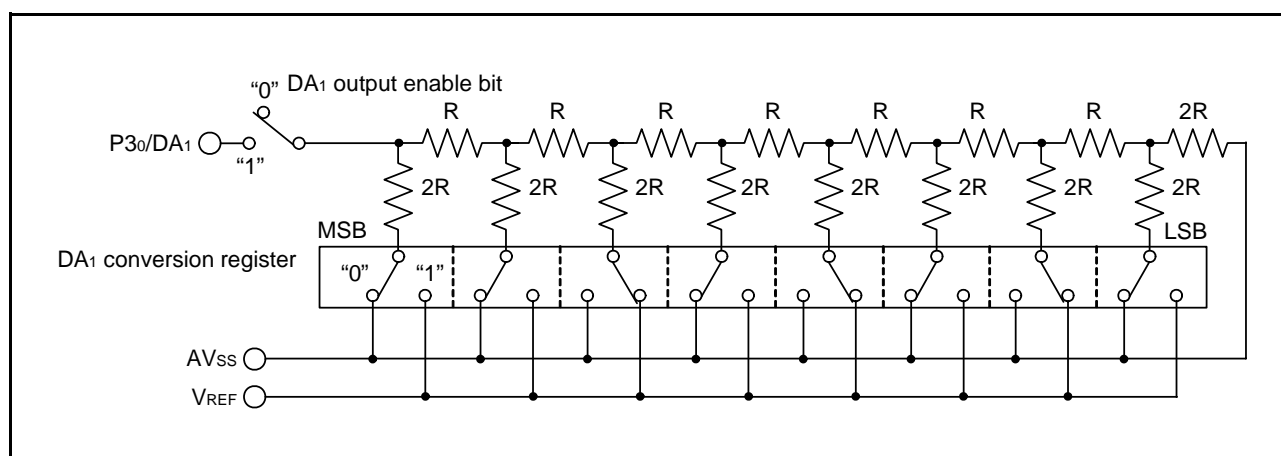 “0” DA1 output enable bit
R R R R R R R 2R
P30/DA1
“1”
2R 2R 2R 2R 2R 2R 2R 2R
MSB LSB
DA1 conversion register
“0” “1”
AVSS
VREF